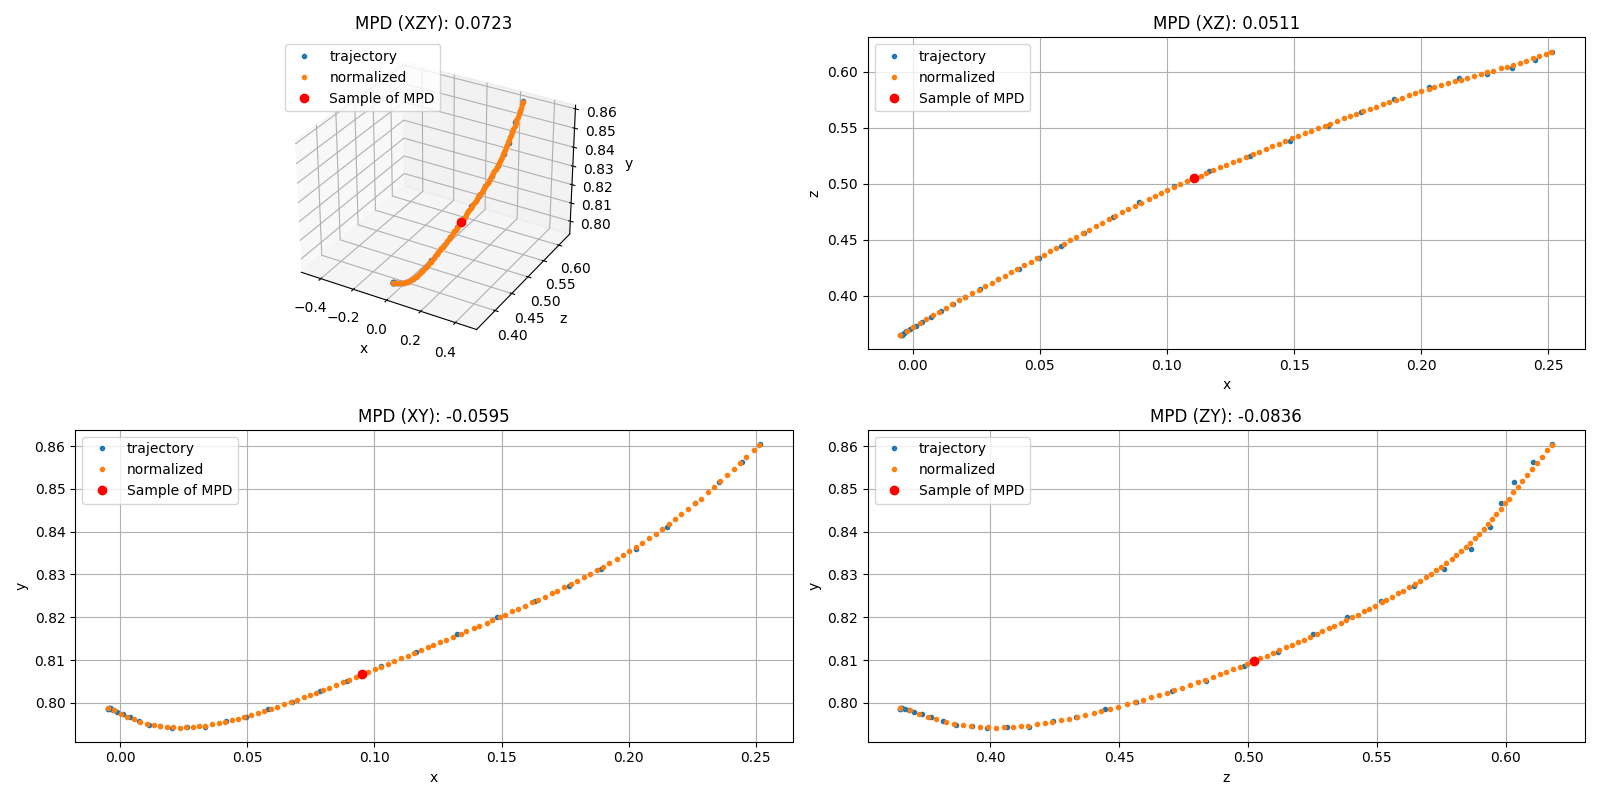 MPD (XZY): 0.0723
trajectory
normalized
Sample of MPD
0.86
0.85
0.84
0.83
0.82
0.81
0.80
y
0.60
0.55
0.50
0.45
0.40
z
−0.4
−0.2
0.0
0.2
0.4
x
MPD (XZ): 0.0511
trajectory
normalized
Sample of MPD
0.60
0.55
0.50
0.45
0.40
z
0.00 0.05 0.10 0.15 0.20 0.25
x
MPD (XY): -0.0595
trajectory
normalized
Sample of MPD
0.86
0.85
0.84
0.83
0.82
0.81
0.80
y
0.00 0.05 0.10 0.15 0.20 0.25
x
MPD (ZY): -0.0836
trajectory
normalized
Sample of MPD
0.86
0.85
0.84
0.83
0.82
0.81
0.80
y
0.40 0.45 0.50 0.55 0.60
z